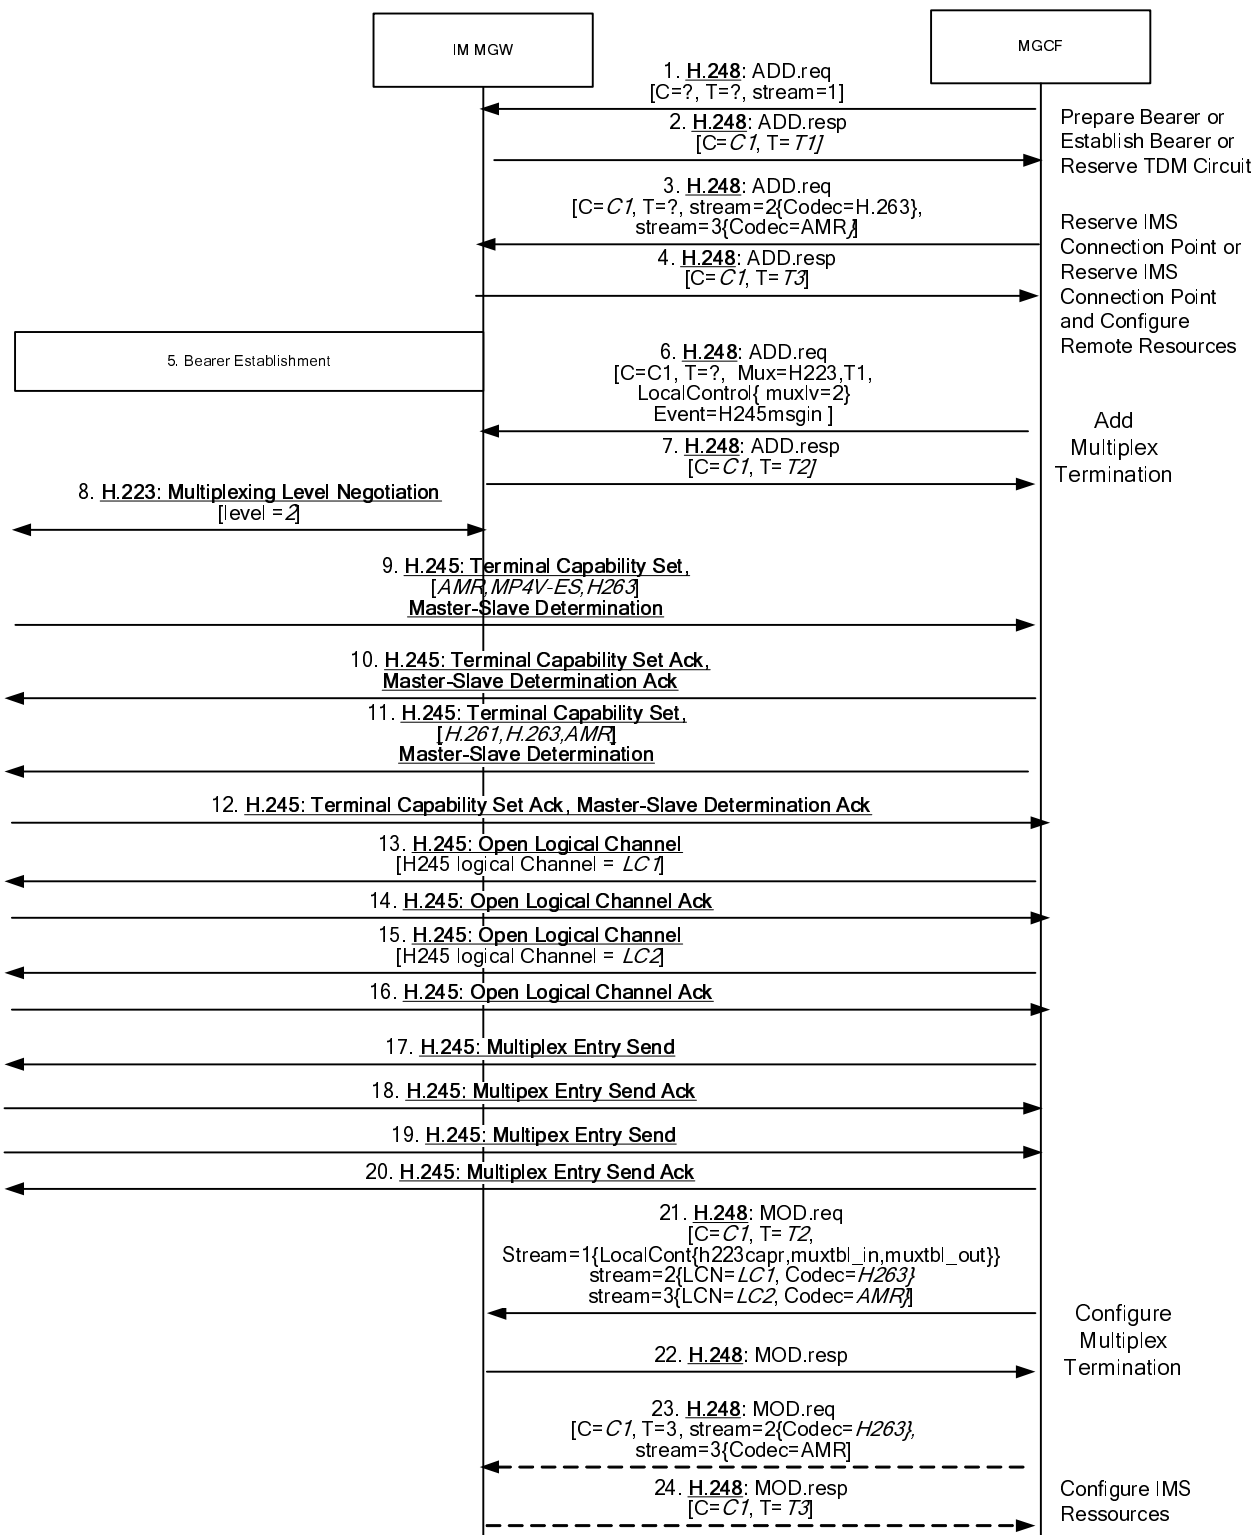 IM MGW
MGCF
1. H.248: ADD.req
[C=?, T=?, stream=1]
2. H.248: ADD.resp
[C=C1, T=T1]
Prepare Bearer or
Establish Bearer or
Reserve TDM Circuit
3. H.248: ADD.req
[C=C1, T=?, stream=2{Codec=H.263},
stream=3{Codec=AMR}]
4. H.248: ADD.resp
[C=C1, T=T3]
Reserve IMS
Connection Point or
Reserve IMS
Connection Point
and Configure
Remote Resources
5. Bearer Establishment
6. H.248: ADD.req
[C=C1, T=?, Mux=H223,T1,
LocalControl{ muxlv=2}
Event=H245msgin ]
7. H.248: ADD.resp
[C=C1, T=T2]
Add
Multiplex
Termination
8. H.223: Multiplexing Level Negotiation
[level =2]
9. H.245: Terminal Capability Set,
[AMR,MP4V-ES,H263]
Master-Slave Determination
10. H.245: Terminal Capability Set Ack,
Master-Slave Determination Ack
11. H.245: Terminal Capability Set,
[H.261,H.263,AMR]
Master-Slave Determination
12. H.245: Terminal Capability Set Ack, Master-Slave Determination Ack
13. H.245: Open Logical Channel
[H245 logical Channel = LC1]
14. H.245: Open Logical Channel Ack
15. H.245: Open Logical Channel
[H245 logical Channel = LC2]
16. H.245: Open Logical Channel Ack
17. H.245: Multiplex Entry Send
18. H.245: Multipex Entry Send Ack
19. H.245: Multipex Entry Send
20. H.245: Multiplex Entry Send Ack
21. H.248: MOD.req
[C=C1, T=T2,
Stream=1{LocalCont{h223capr,muxtbl_in,muxtbl_out}}
stream=2{LCN=LC1, Codec=H263}
stream=3{LCN=LC2, Codec=AMR}]
22. H.248: MOD.resp
Configure
Multiplex
Termination
23. H.248: MOD.req
[C=C1, T=3, stream=2{Codec=H263},
stream=3{Codec=AMR]
24. H.248: MOD.resp
[C=C1, T=T3]
Configure IMS
Ressources